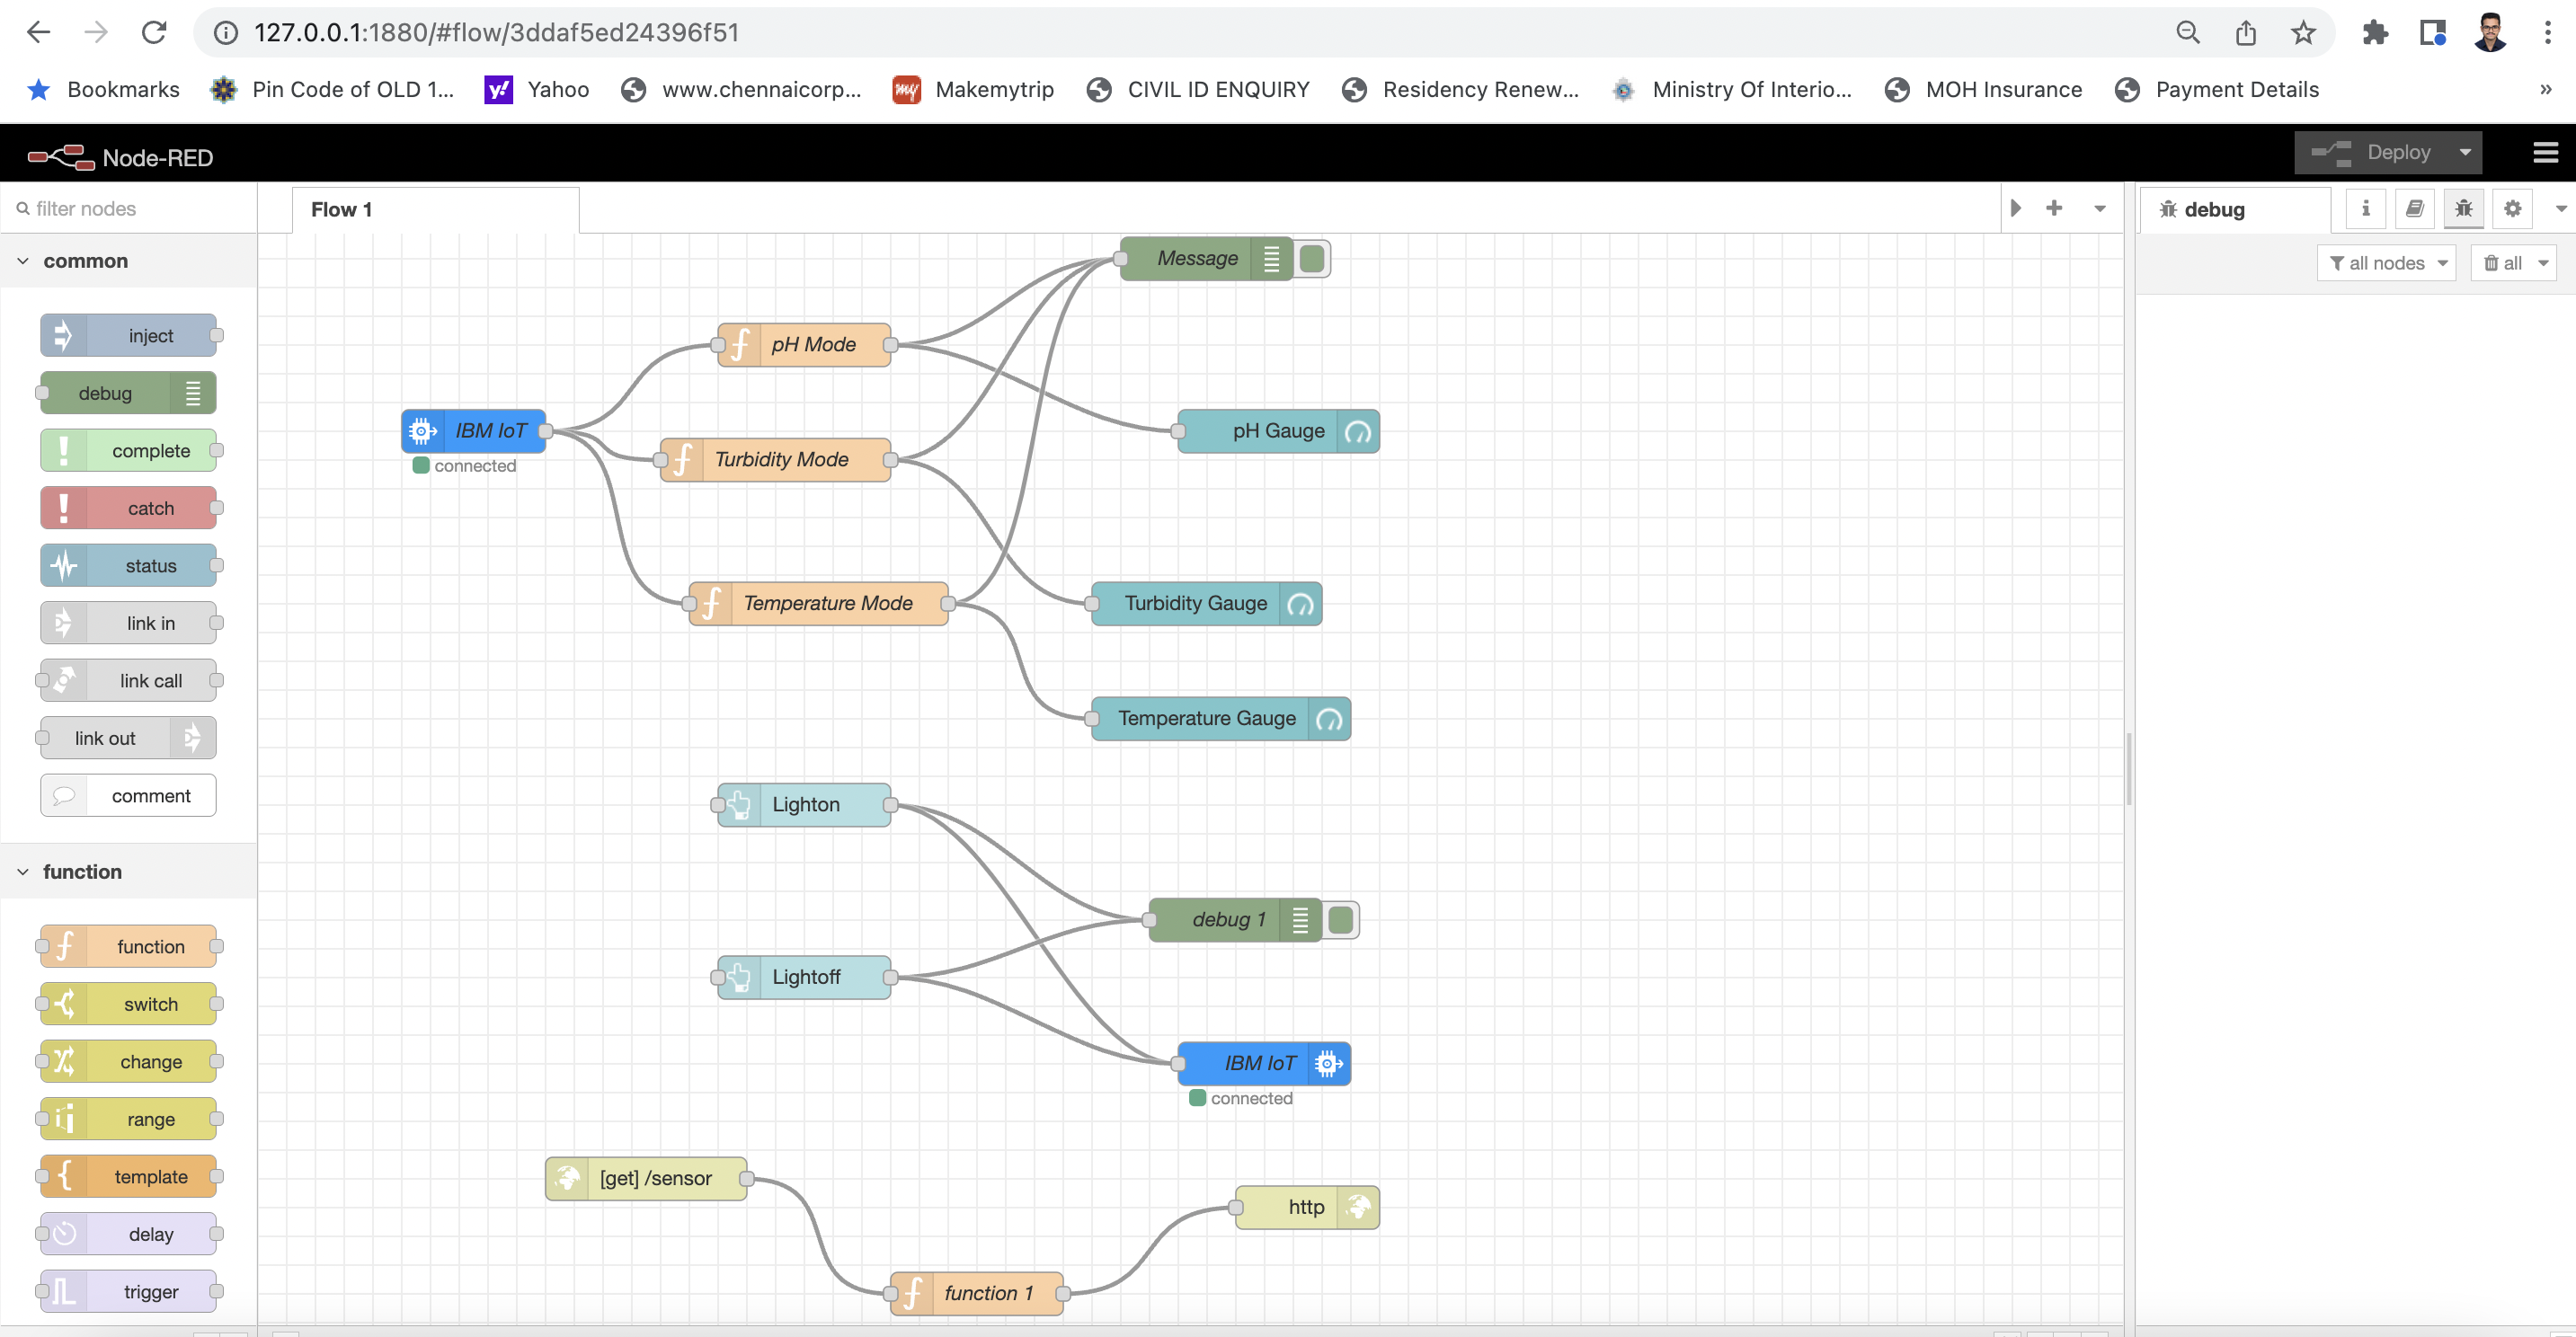 127.0.0.1:1880/#flow/3ddaf5ed24396f51
Bookmarks Pin Code of OLD 1... Yahoo www.chennaicorp... Makemytrip CIVIL ID ENQUIRY Residency Renew... Ministry Of Interio... MOH Insurance Payment Details »
Node-RED Deploy
filter nodes
Flow 1
debug
all nodes
all
common
inject
debug
complete
catch
status
link in
link call
link out
comment
function
function
switch
change
range
template
delay
trigger
Message
pH Mode
IBM IoT
connected
pH Gauge
Turbidity Mode
Temperature Mode
Turbidity Gauge
Temperature Gauge
Lighton
debug 1
Lightoff
IBM IoT
connected
[get] /sensor
http
function 1